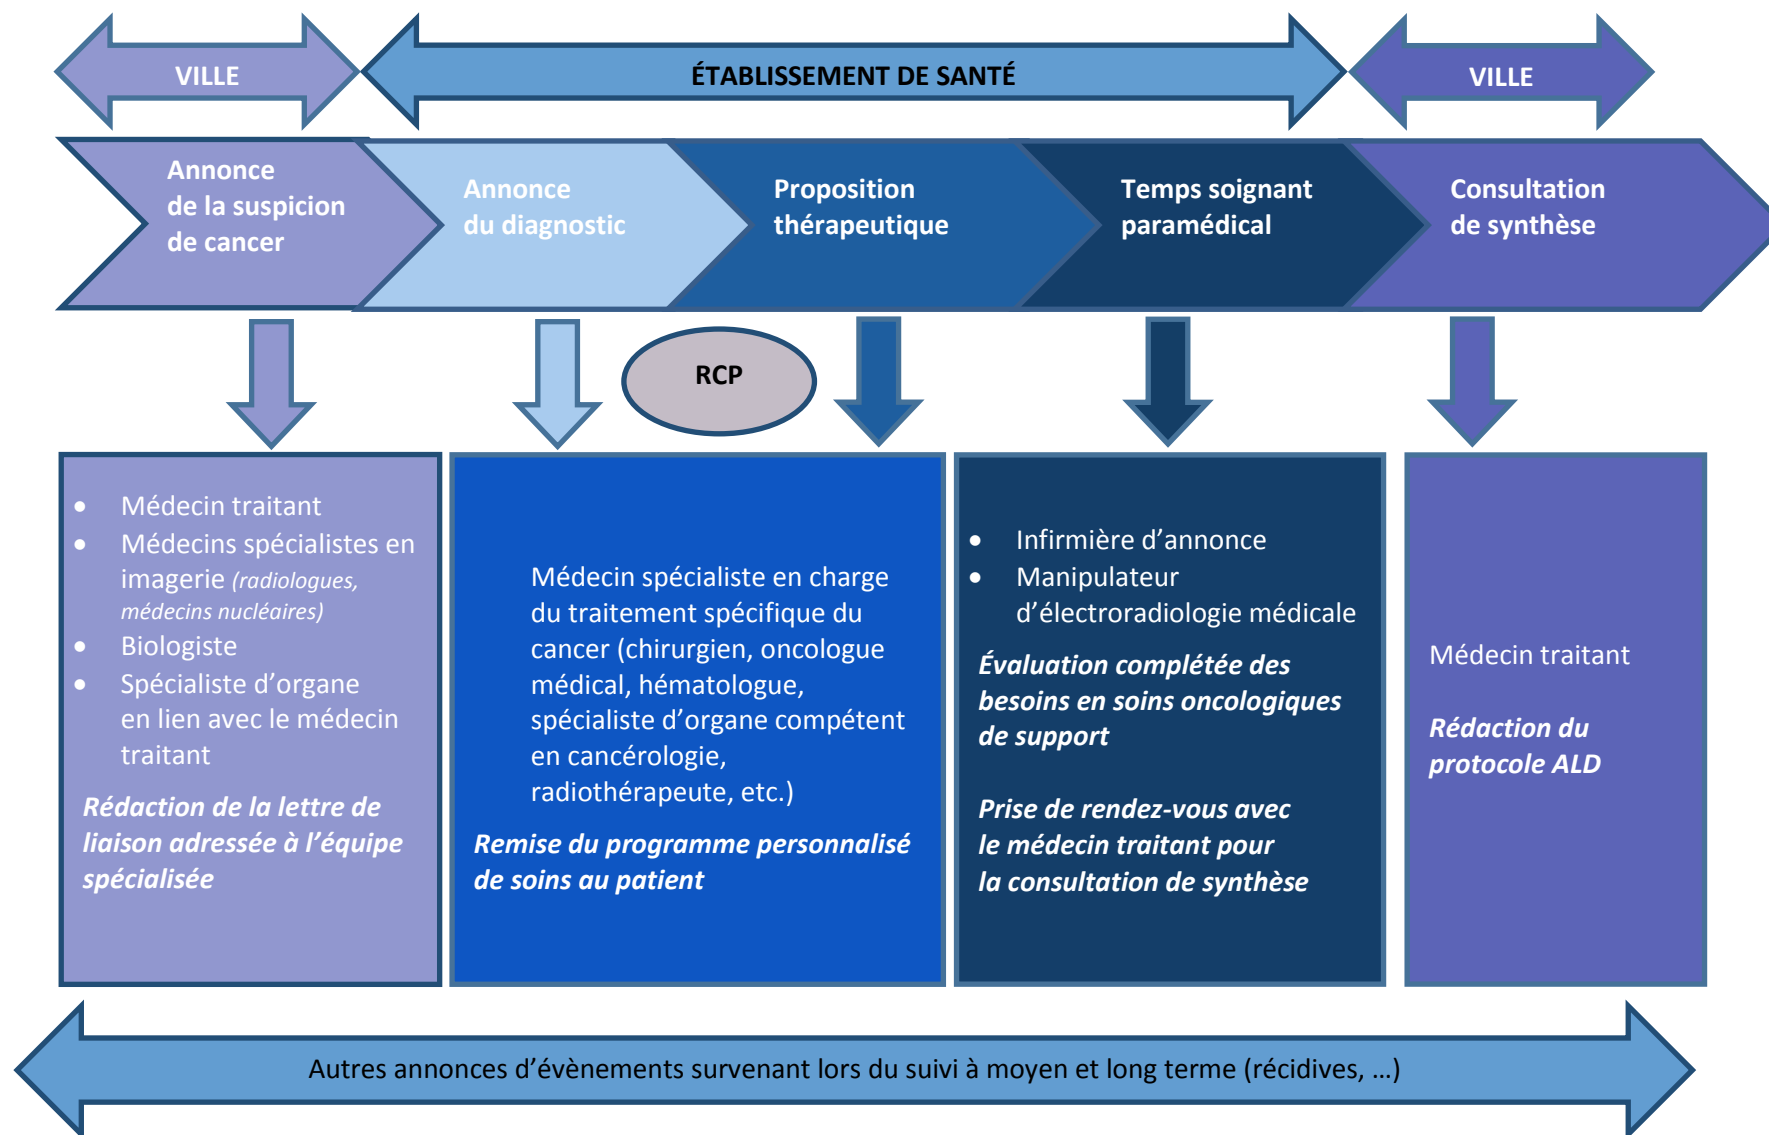 VILLE
ÉTABLISSEMENT DE SANTÉ
VILLE
Annonce
de la suspicion
de cancer
Annonce
du diagnostic
Proposition
thérapeutique
Temps soignant
paramédical
Consultation
de synthèse
RCP
• Médecin traitant
• Médecins spécialistes en
imagerie (radiologues,
médecins nucléaires)
• Biologiste
• Spécialiste d’organe
en lien avec le médecin
traitant
Rédaction de la lettre de
liaison adressée à l’équipe
spécialisée
Médecin spécialiste en charge
du traitement spécifique du
cancer (chirurgien, oncologue
médical, hématologue,
spécialiste d’organe compétent
en cancérologie,
radiothérapeute, etc.)
Remise du programme personnalisé
de soins au patient
• Infirmière d’annonce
• Manipulateur
d’électroradiologie médicale
Évaluation complétée des
besoins en soins oncologiques
de support
Prise de rendez-vous avec
le médecin traitant pour
la consultation de synthèse
Médecin traitant
Rédaction du
protocole ALD
Autres annonces d’évènements survenant lors du suivi à moyen et long terme (récidives, …)